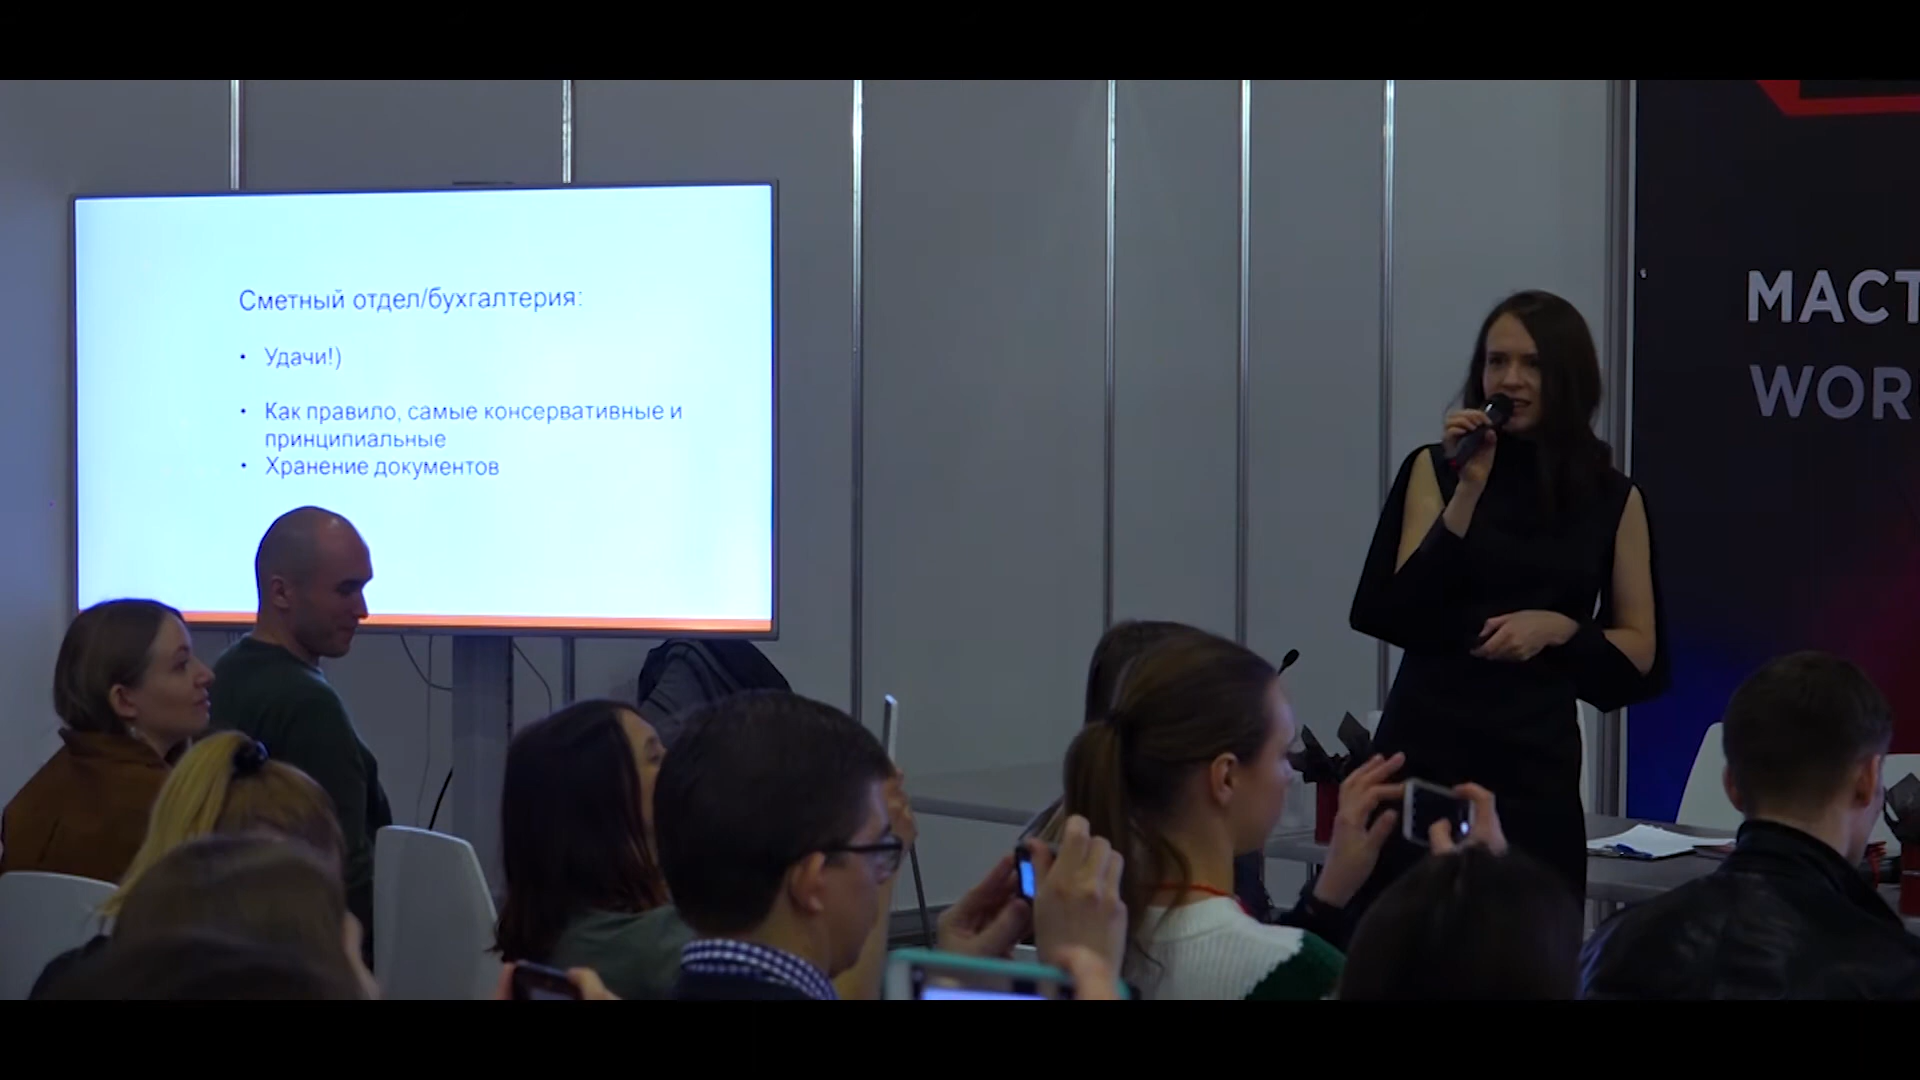 Сметный отдел/бухгалтерия:
• Удачи!)
• Как правило, самые консервативные и
принципиальные
• Хранение документов
МАСТ
WOR